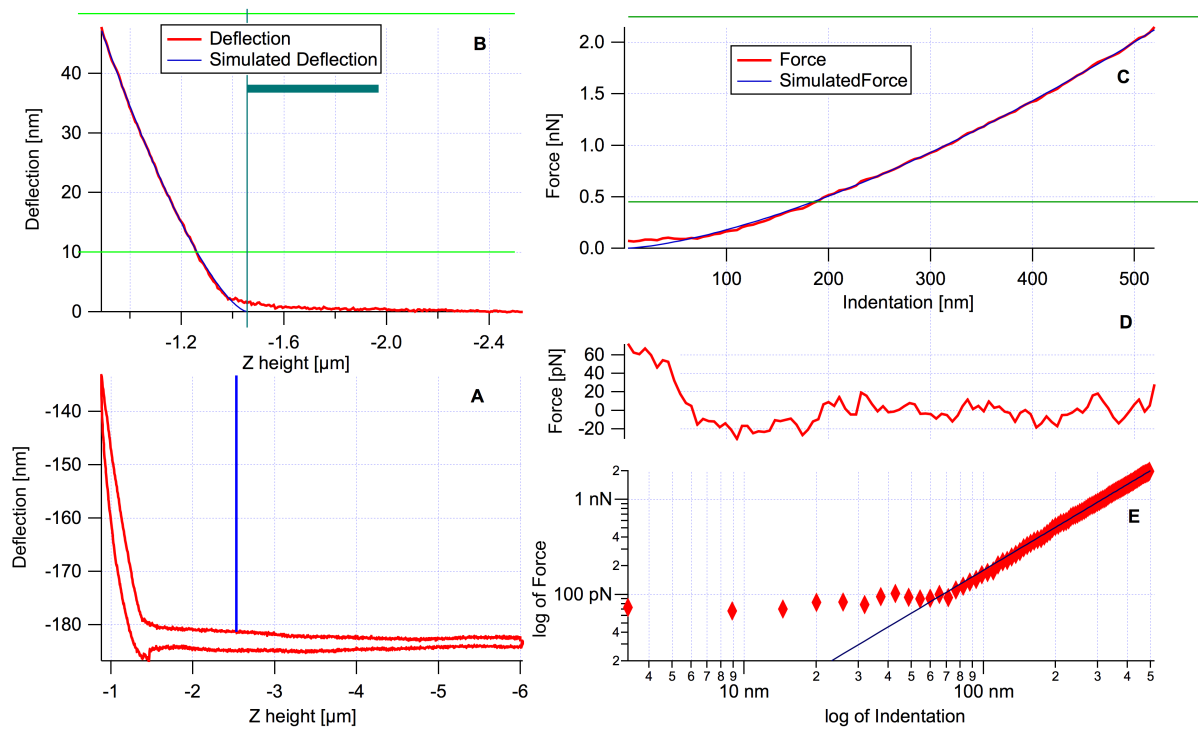 Deflection
Simulated Deflection
B
40
30
20
10
0
Deflection [nm]
-1.2
-1.6
-2.0
-2.4
Z height [µm]
Force
SimulatedForce
C
2.0
1.5
1.0
0.5
0.0
Force [nN]
100
200
300
400
500
Indentation [nm]
D
60
40
20
0
-20
Force [pN]
A
-140
-150
-160
-170
-180
Deflection [nm]
-1
-2
-3
-4
-5
-6
Z height [µm]
E
2
1 nN
4
2
100 pN
4
2
log of Force
4 5 6 7 8 9
10 nm
2 3 4 5 6 7 8 9
100 nm
2 3 4 5
log of Indentation